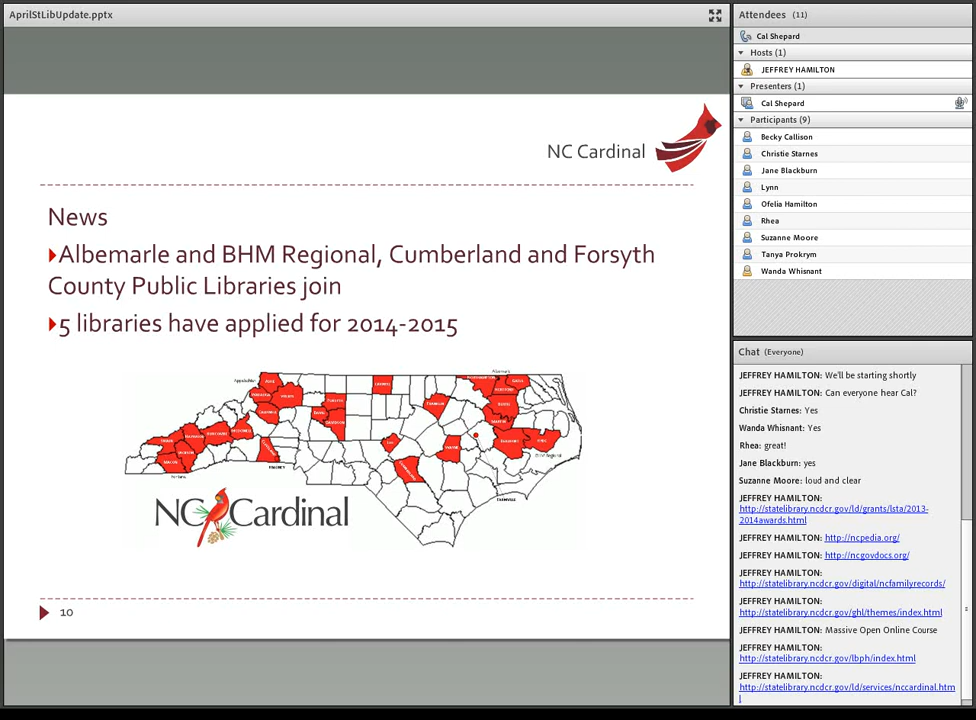 AprilStLibUpdate.pptx
NC Cardinal
News
Albemarle and BHM Regional, Cumberland and Forsyth
County Public Libraries join
5 libraries have applied for 2014-2015
NC Cardinal
10
Attendees (11)
Cal Shepard
Hosts (1)
JEFFREY HAMILTON
Presenters (1)
Cal Shepard
Participants (9)
Becky Callison
Christie Starnes
Jane Blackburn
Lynn
Ofelia Hamilton
Rhea
Suzanne Moore
Tanya Prokrym
Wanda Whisnant
Chat (Everyone)
JEFFREY HAMILTON: We'll be starting shortly
JEFFREY HAMILTON: Can everyone hear Cal?
Christie Starnes: Yes
Wanda Whisnant: Yes
Rhea: great!
Jane Blackburn: yes
Suzanne Moore: loud and clear
JEFFREY HAMILTON:
http://statelibrary.ncdcr.gov/ld/grants/lsta/2013-
2014awards.html
JEFFREY HAMILTON: http://ncpedia.org/
JEFFREY HAMILTON: http://ncgovdocs.org/
JEFFREY HAMILTON:
http://statelibrary.ncdcr.gov/digital/ncfamilyrecords/
JEFFREY HAMILTON:
http://statelibrary.ncdcr.gov/ghl/themes/index.html
JEFFREY HAMILTON: Massive Open Online Course
JEFFREY HAMILTON:
http://statelibrary.ncdcr.gov/lbph/index.html
JEFFREY HAMILTON:
http://statelibrary.ncdcr.gov/ld/services/nccardinal.htm
l